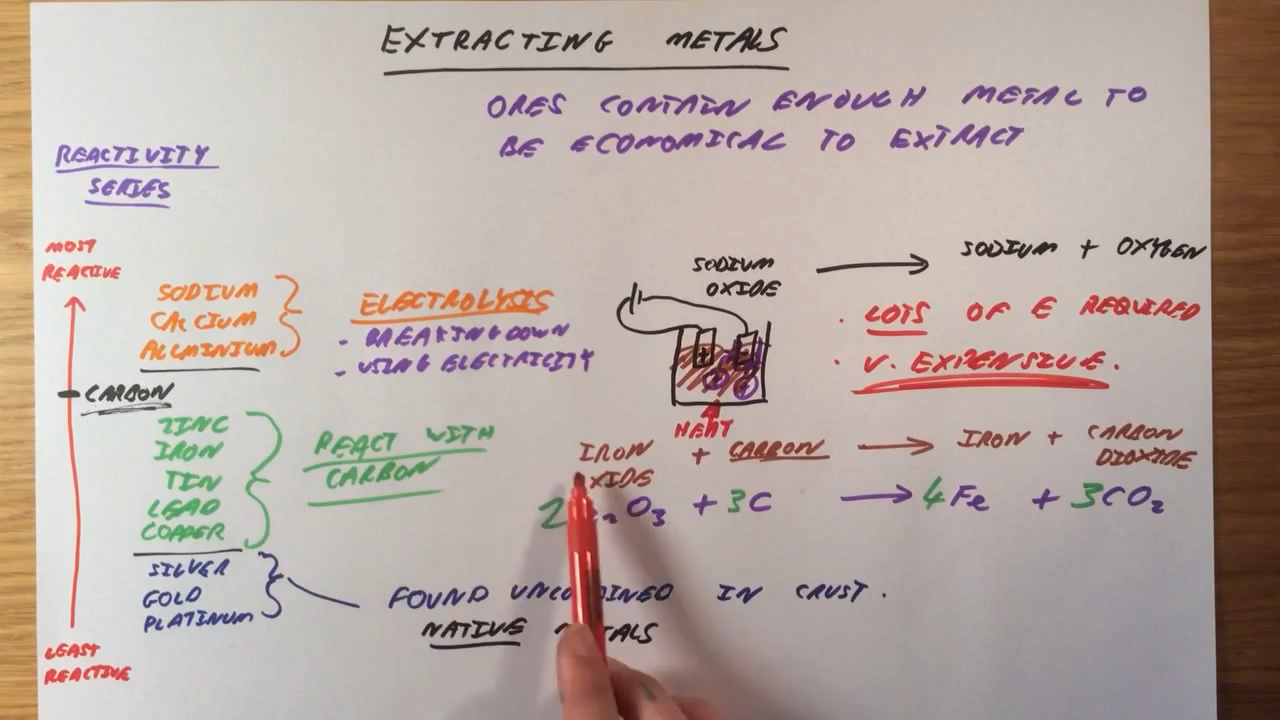 EXTRACTING METALS
ORES CONTAIN ENOUGH METAL TO
BE ECONOMICAL TO EXTRACT
REACTIVITY
SERIES
MOST
REACTIVE
SODIUM
CALCIUM
ALUMINIUM
CARBON
ZINC
IRON
TIN
LEAD
COPPER
SILVER
GOLD
PLATINUM
LEAST
REACTIVE
ELECTROLYSIS
- BREAKING DOWN
- USING ELECTRICITY
SODIUM
OXIDE
SODIUM + OXYGEN
+ -
+ +
HEAT
· LOTS OF E REQUIRED
· V. EXPENSIVE.
REACT WITH
CARBON
IRON + CARBON → IRON + CARBON
DIOXIDE
2 O₃ + 3C → 4Fe + 3CO₂
FOUND IN CRUST.
NATIVE